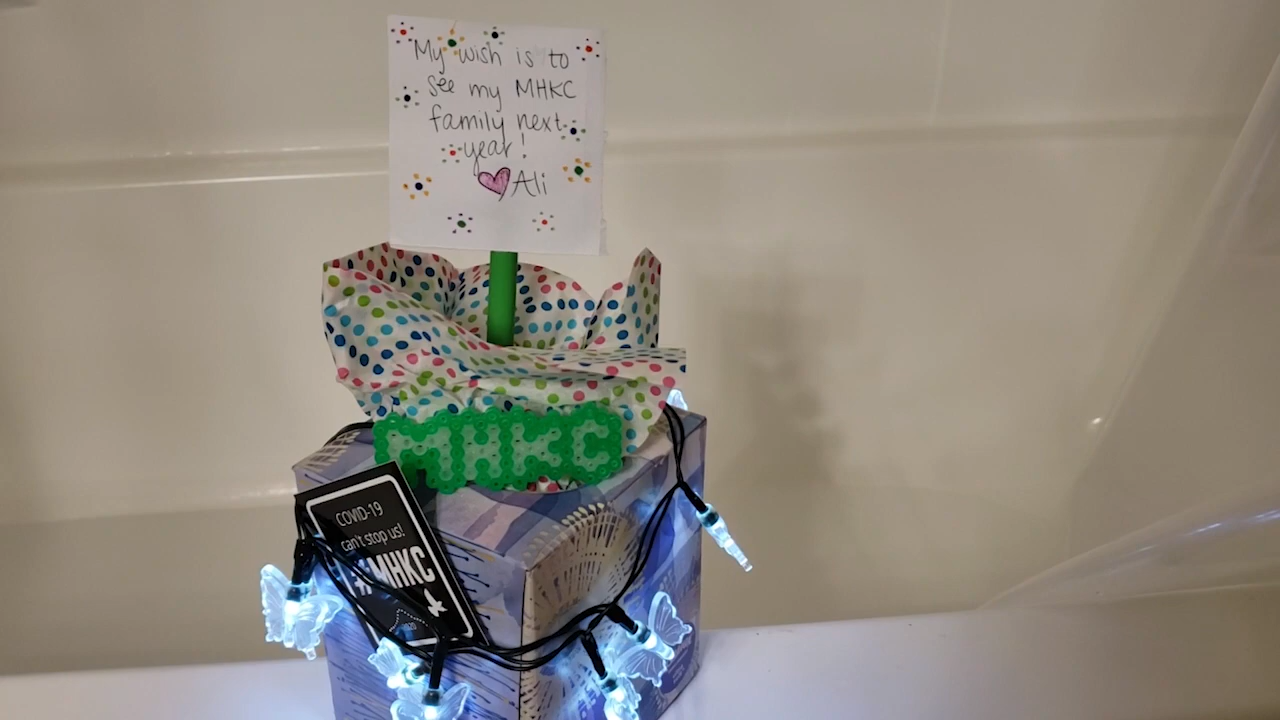 My wish is to
see my MHKC
family next
year!
Ali
MHKC
COVID-19
can't stop us!
#MHKC